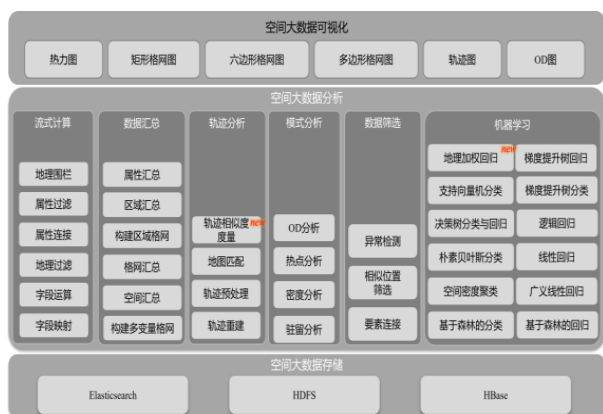 空间大数据可视化
热力图
矩形格网图
六边形格网图
多边形格网图
轨迹图
OD图
空间大数据分析
流式计算
地理围栏
属性过滤
属性连接
地理过滤
字段运算
字段映射
数据汇总
属性汇总
区域汇总
构建区域格网
格网汇总
空间汇总
构建多变量格网
轨迹分析
轨迹相似度 new
度量
地图匹配
轨迹预处理
轨迹重建
模式分析
OD分析
热点分析
密度分析
驻留分析
数据筛选
异常检测
相似位置
筛选
要素连接
机器学习
地理加权回归 new
梯度提升树回归
支持向量机分类
梯度提升树分类
决策树分类与回归
逻辑回归
朴素贝叶斯分类
线性回归
空间密度聚类
广义线性回归
基于森林的分类
基于森林的回归
空间大数据存储
Elasticsearch
HDFS
HBase